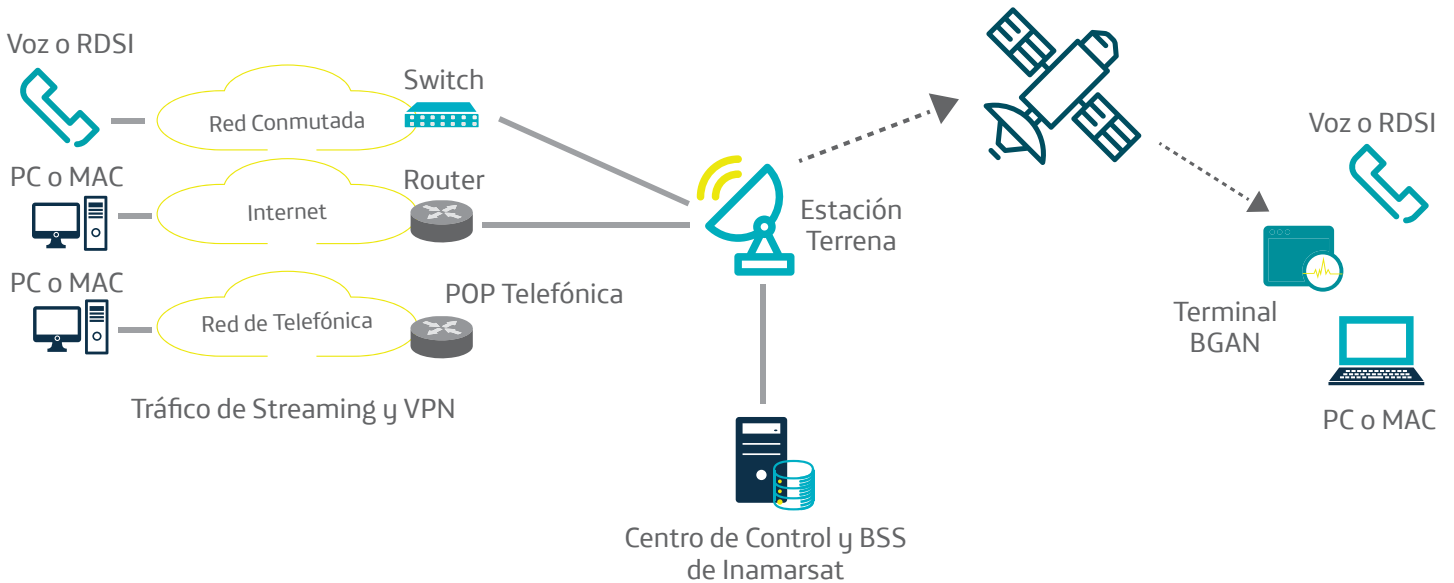 Voz o RDSI
Red Conmutada
Switch
PC o MAC
Internet
Router
PC o MAC
Red de Telefónica
POP Telefónica
Tráfico de Streaming y VPN
Estación
Terrena
Centro de Control y BSS
de Inamarsat
Voz o RDSI
Terminal
BGAN
PC o MAC